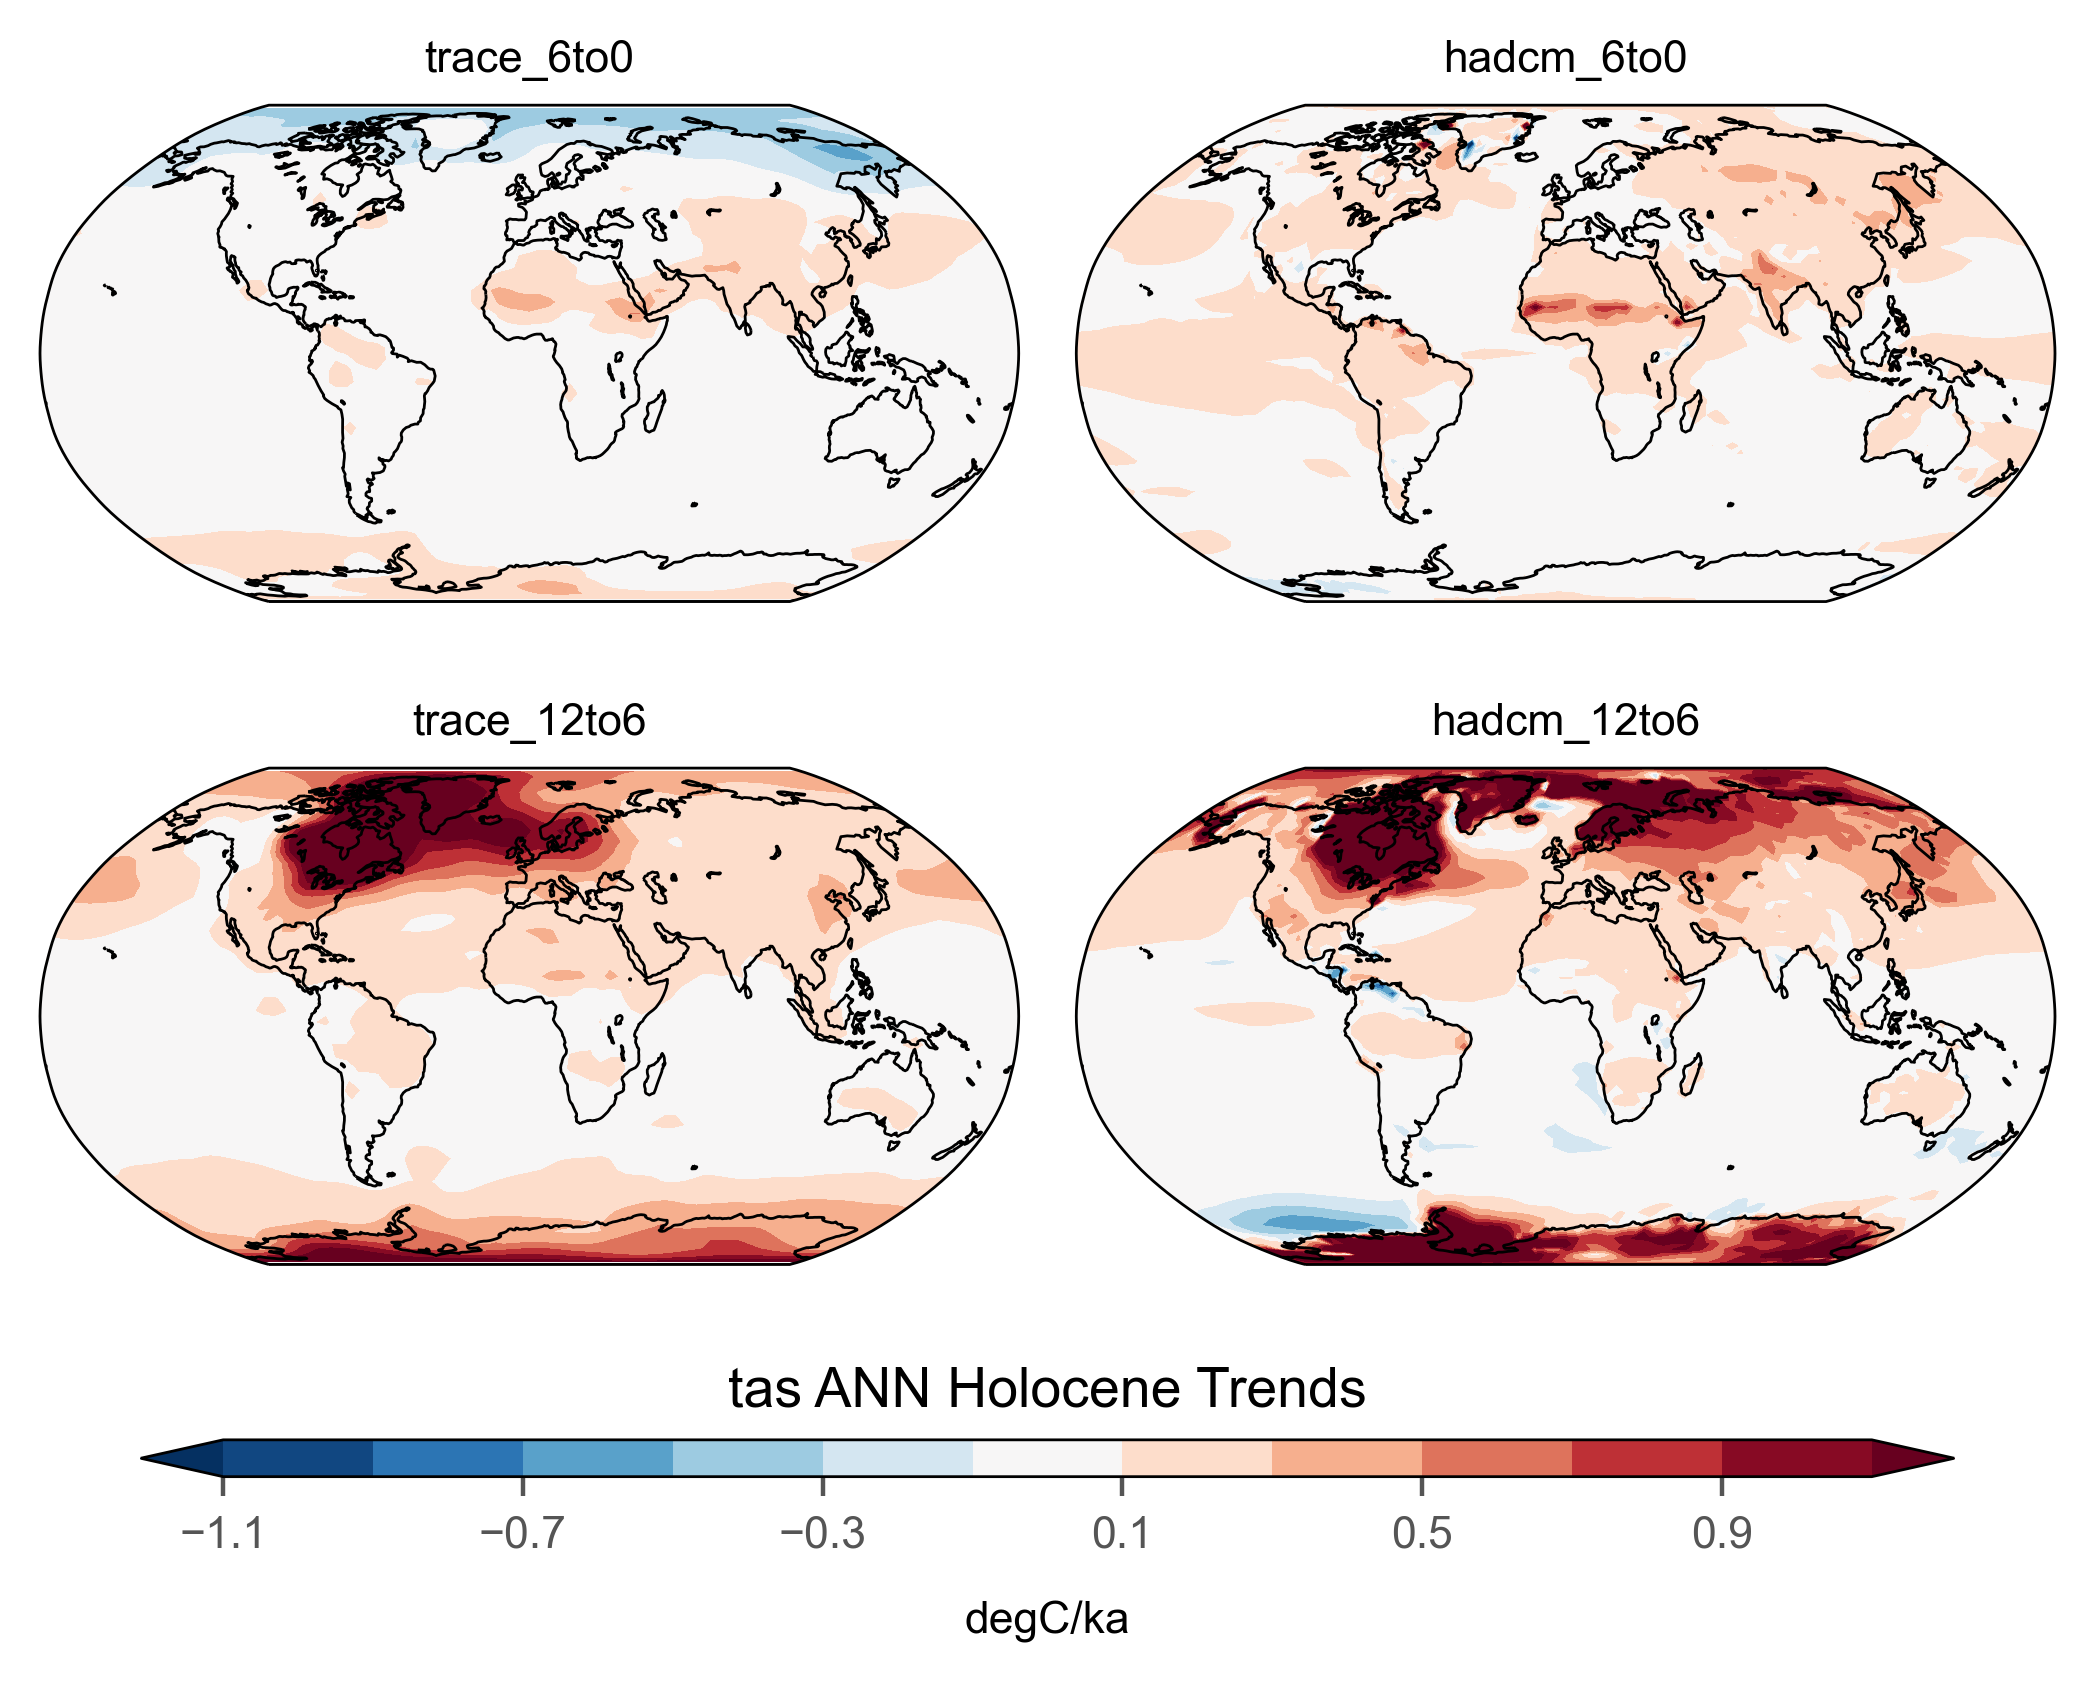 trace_6to0
hadcm_6to0
trace_12to6
hadcm_12to6
tas ANN Holocene Trends
−1.1 −0.7 −0.3 0.1 0.5 0.9
degC/ka